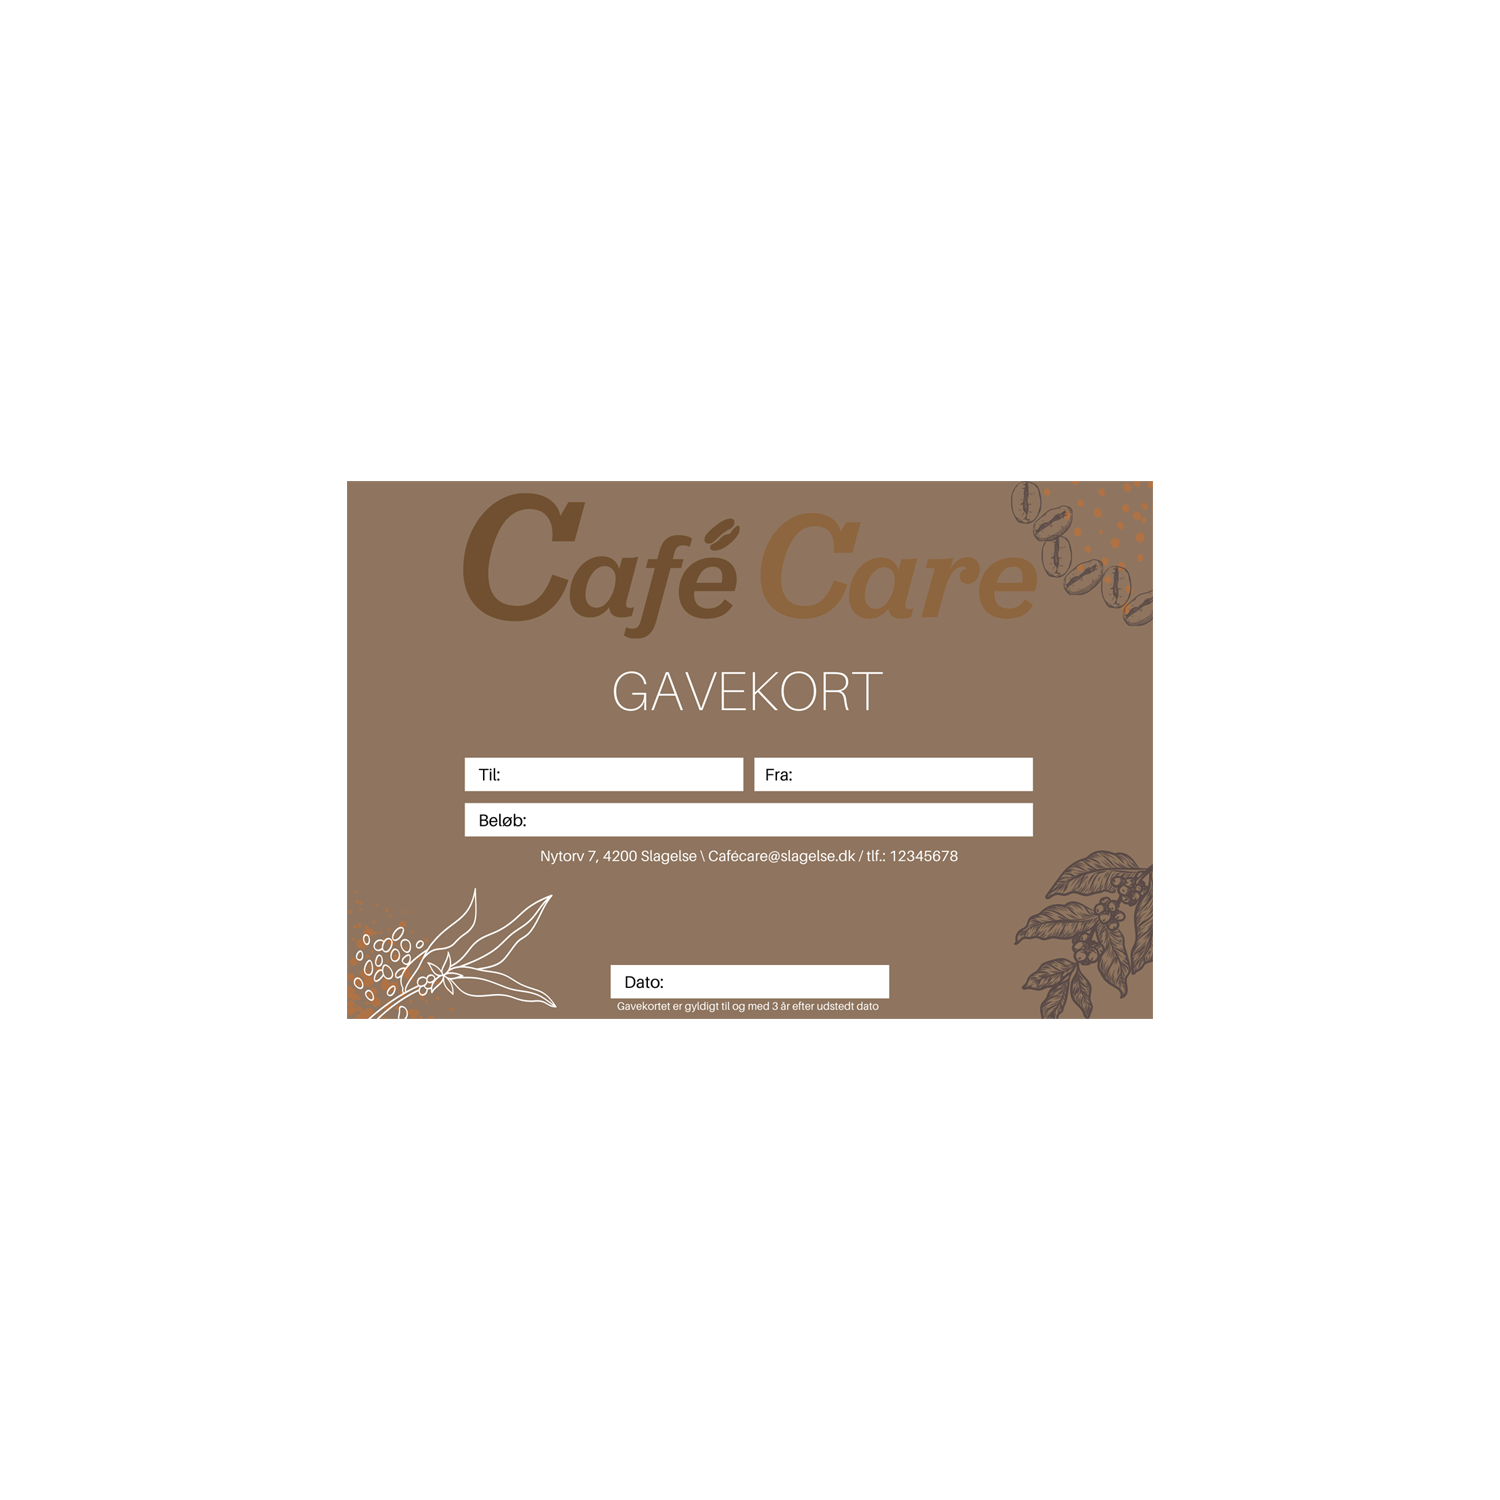 Café Care
GAVEKORT
Til: Fra:
Beløb:
Nytorv 7, 4200 Slagelse \ Cafécare@slagelse.dk / tlf.: 12345678
Dato:
Gavekortet er gyldigt til og med 3 år efter udstedt dato